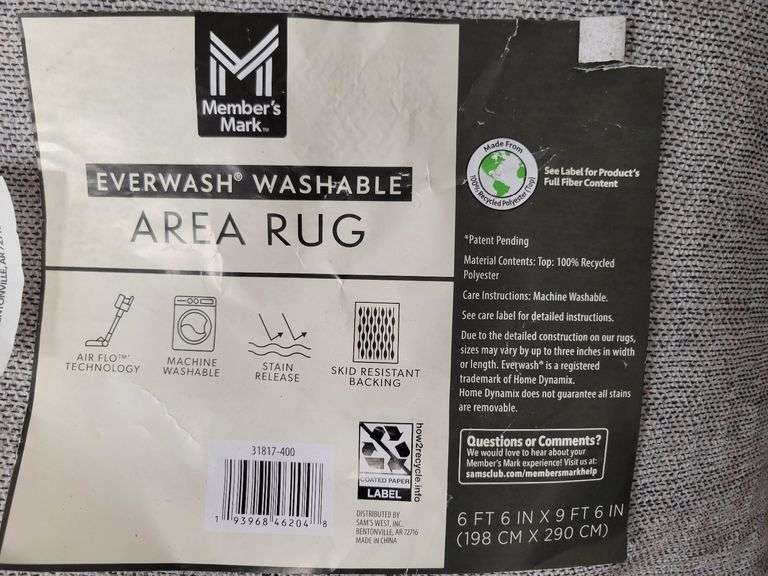 Member's
Mark™
EVERWASH® WASHABLE
AREA RUG
AIR FLO™*
TECHNOLOGY
MACHINE
WASHABLE
STAIN
RELEASE
SKID RESISTANT
BACKING
31817-400
1 93968 46204 8
how2recycle.info
COATED PAPER
LABEL
DISTRIBUTED BY
SAM'S WEST, INC.
BENTONVILLE, AR 72716
MADE IN CHINA
Made From
100% Recycled Polyester (Top)
See Label for Product's
Full Fiber Content
*Patent Pending
Material Contents: Top: 100% Recycled
Polyester
Care Instructions: Machine Washable.
See care label for detailed instructions.
Due to the detailed construction on our rugs,
sizes may vary by up to three inches in width
or length. Everwash® is a registered
trademark of Home Dynamix.
Home Dynamix does not guarantee all stains
are removable.
Questions or Comments?
We would love to hear about your
Member's Mark experience! Visit us at:
samsclub.com/membersmarkhelp
6 FT 6 IN X 9 FT 6 IN
(198 CM X 290 CM)